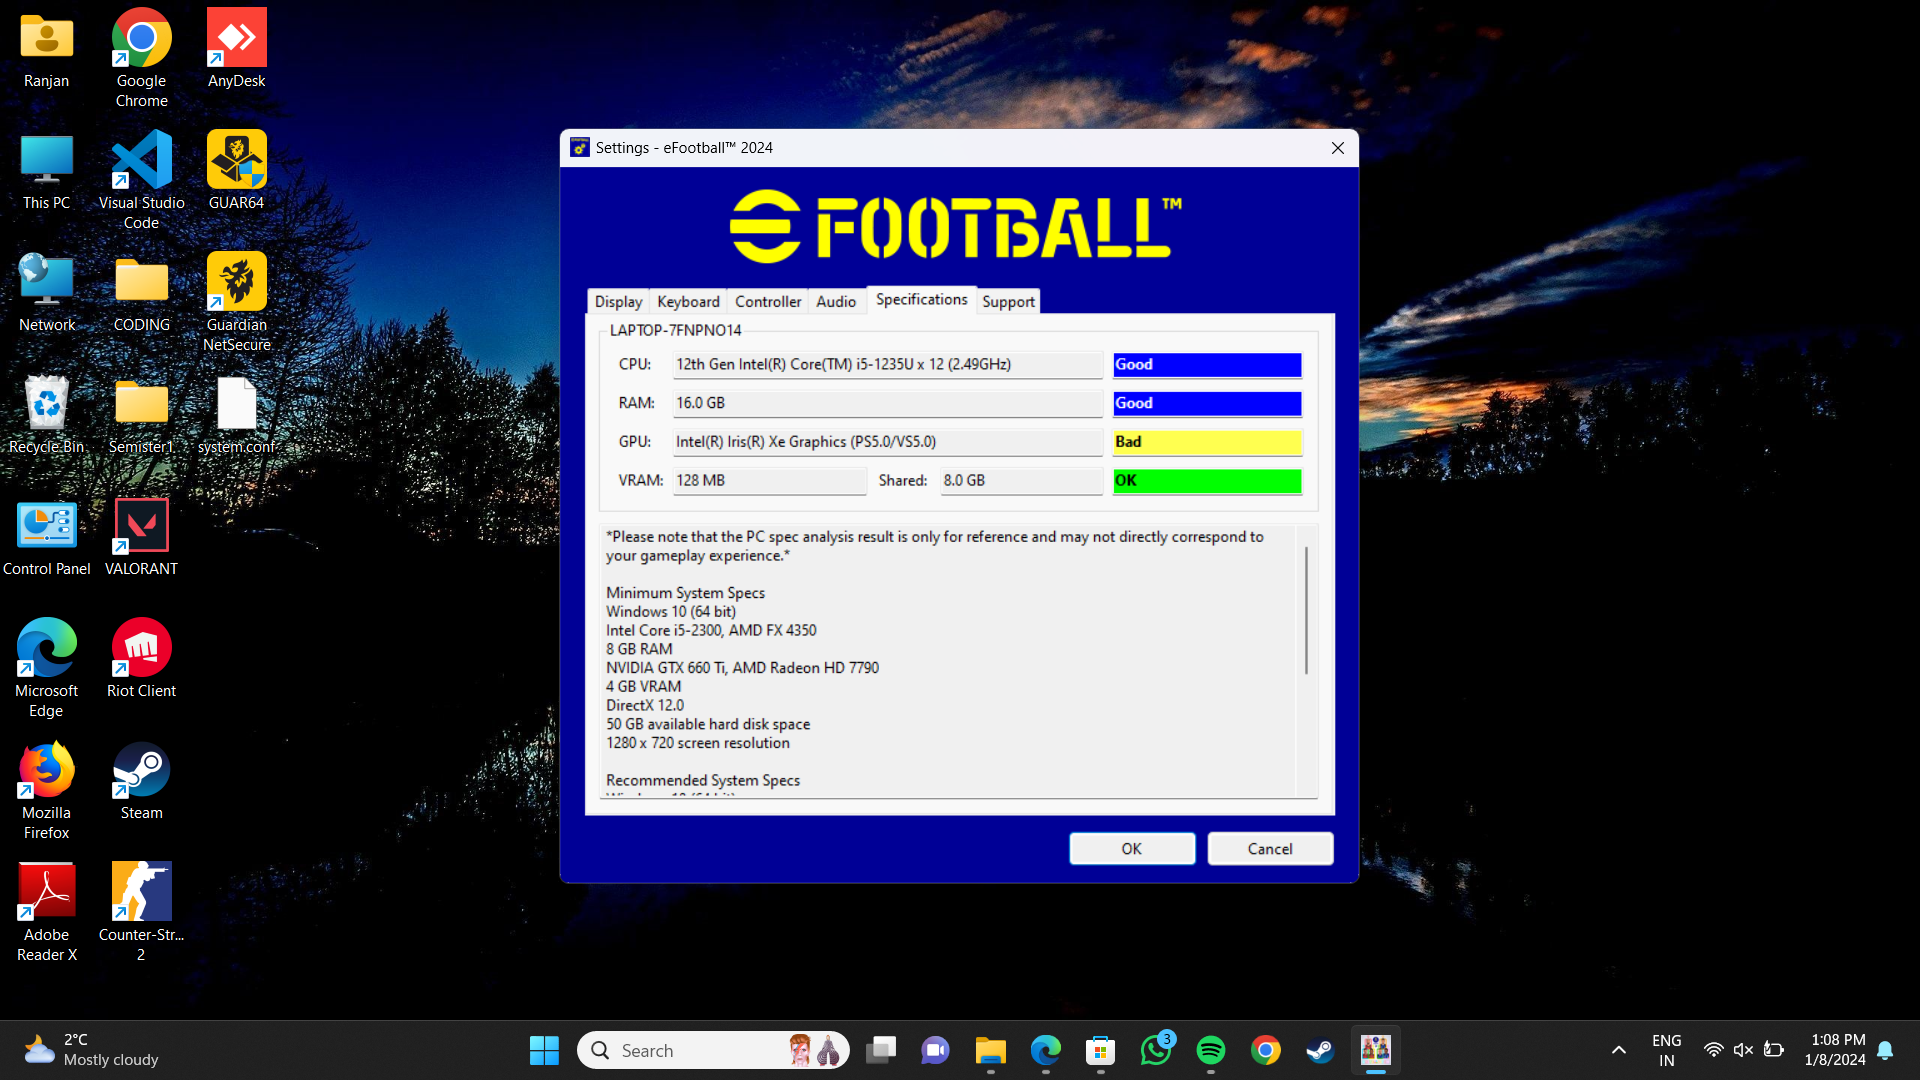 Ranjan
Google
Chrome
AnyDesk
This PC
Visual Studio
Code
GUAR64
Network
CODING
Guardian
NetSecure
Recycle Bin
Semister1
system.conf
Control Panel
VALORANT
Microsoft
Edge
Riot Client
Mozilla
Firefox
Steam
Adobe
Reader X
Counter-Str...
2
Settings - eFootball™ 2024
eFOOTBALL™
Display
Keyboard
Controller
Audio
Specifications
Support
LAPTOP-7FNPNO14
CPU: 12th Gen Intel(R) Core(TM) i5-1235U x 12 (2.49GHz) Good
RAM: 16.0 GB Good
GPU: Intel(R) Iris(R) Xe Graphics (PS5.0/VS5.0) Bad
VRAM: 128 MB Shared: 8.0 GB OK
*Please note that the PC spec analysis result is only for reference and may not directly correspond to
your gameplay experience.*
Minimum System Specs
Windows 10 (64 bit)
Intel Core i5-2300, AMD FX 4350
8 GB RAM
NVIDIA GTX 660 Ti, AMD Radeon HD 7790
4 GB VRAM
DirectX 12.0
50 GB available hard disk space
1280 x 720 screen resolution
Recommended System Specs
OK
Cancel
2°C
Mostly cloudy
Search
3
ENG
IN
1:08 PM
1/8/2024